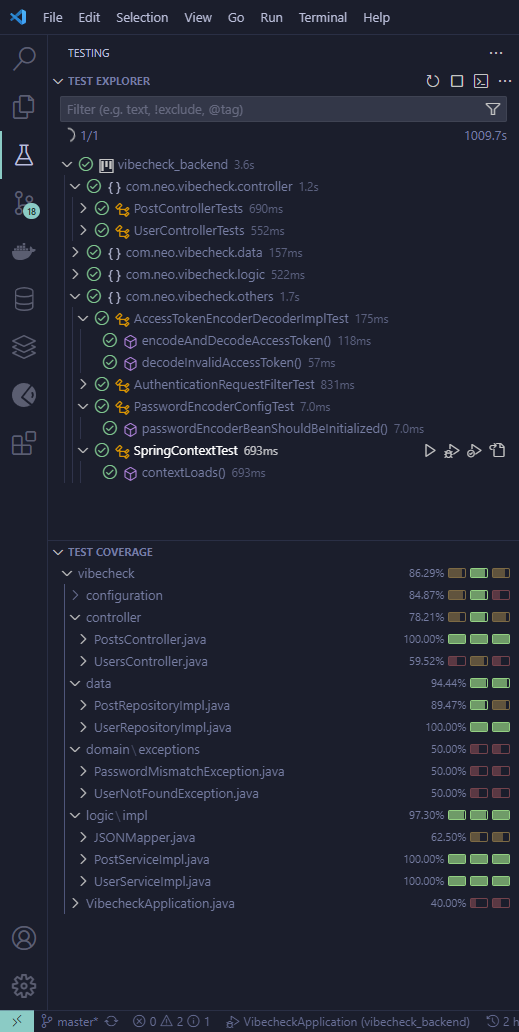 File Edit Selection View Go Run Terminal Help
TESTING
TEST EXPLORER
Filter (e.g. text, !exclude, @tag)
1/1 1009.7s
vibecheck_backend 3.6s
{} com.neo.vibecheck.controller 1.2s
PostControllerTests 690ms
UserControllerTests 552ms
{} com.neo.vibecheck.data 157ms
{} com.neo.vibecheck.logic 522ms
{} com.neo.vibecheck.others 1.7s
AccessTokenEncoderDecoderImplTest 175ms
encodeAndDecodeAccessToken() 118ms
decodeInvalidAccessToken() 57ms
AuthenticationRequestFilterTest 831ms
PasswordEncoderConfigTest 7.0ms
passwordEncoderBeanShouldBeInitialized() 7.0ms
SpringContextTest 693ms
contextLoads() 693ms
18
TEST COVERAGE
vibecheck 86.29%
configuration 84.87%
controller 78.21%
PostsController.java 100.00%
UsersController.java 59.52%
data 94.44%
PostRepositoryImpl.java 89.47%
UserRepositoryImpl.java 100.00%
domain\exceptions 50.00%
PasswordMismatchException.java 50.00%
UserNotFoundException.java 50.00%
logic\impl 97.30%
JSONMapper.java 62.50%
PostServiceImpl.java 100.00%
UserServiceImpl.java 100.00%
VibecheckApplication.java 40.00%
master* 0 2 1 VibecheckApplication (vibecheck_backend) 2 h